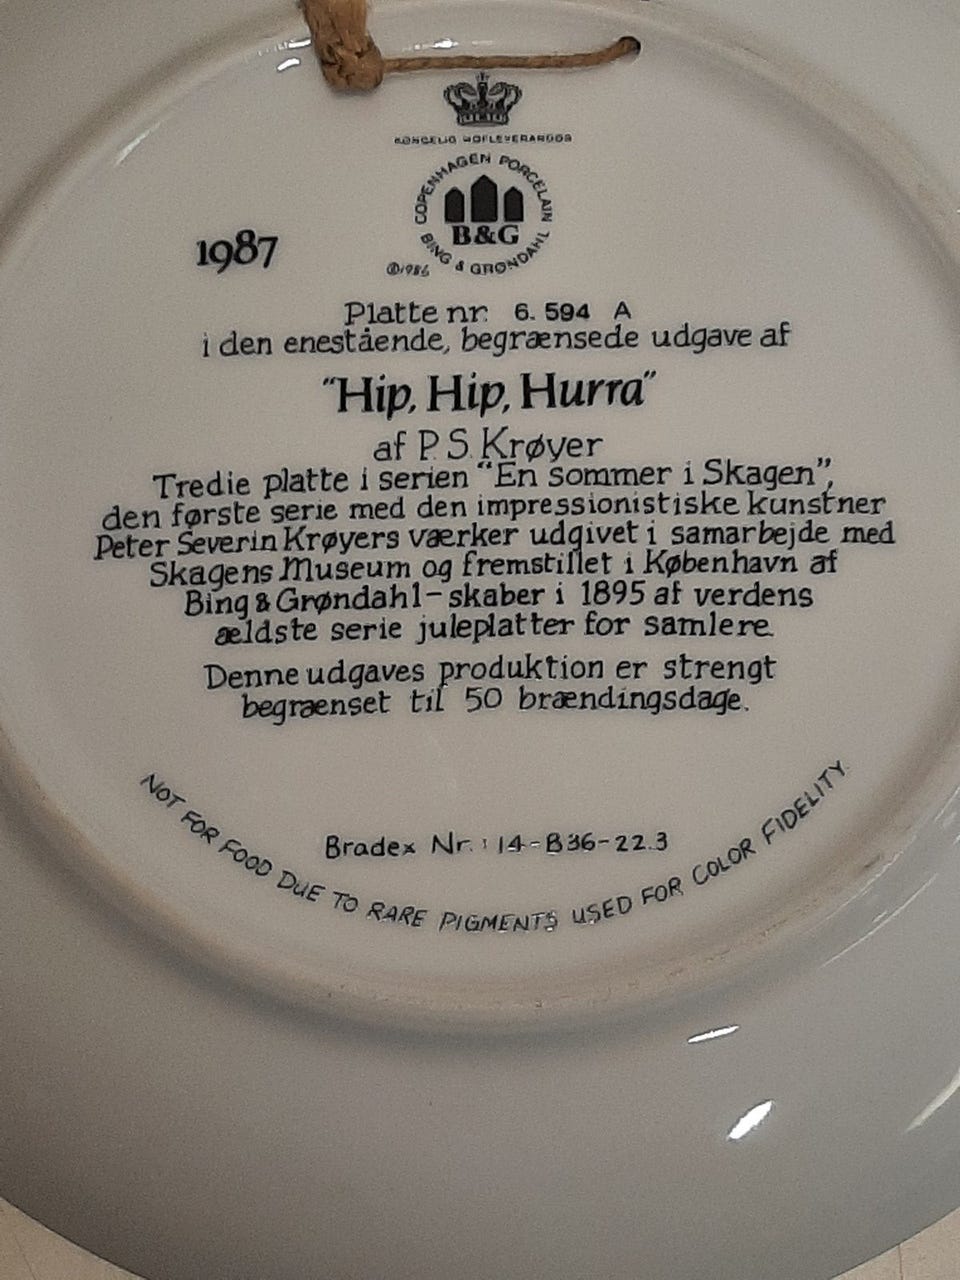 KONGELIG HOFLEVERANDØR
COPENHAGEN PORCELAIN
B&G
BING & GRØNDAHL
1987
©1986
Platte nr. 6.594 A
i den enestående, begrænsede udgave af
"Hip, Hip, Hurra"
af P. S. Krøyer
Tredie platte i serien "En sommer i Skagen",
den første serie med den impressionistiske kunstner
Peter Severin Krøyers værker udgivet i samarbejde med
Skagens Museum og fremstillet i København af
Bing & Grøndahl - skaber i 1895 af verdens
ældste serie juleplatter for samlere.
Denne udgaves produktion er strengt
begrænset til 50 brændingsdage.
Bradex Nr.: 14-B36-22.3
NOT FOR FOOD DUE TO RARE PIGMENTS USED FOR COLOR FIDELITY.